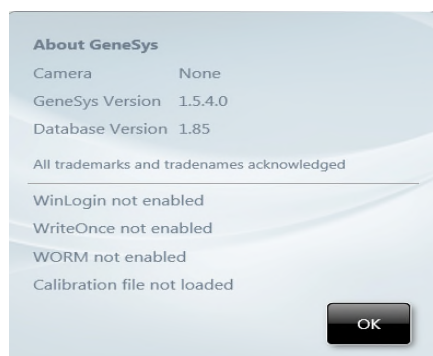 About GeneSys
Camera None
GeneSys Version 1.5.4.0
Database Version 1.85
All trademarks and tradenames acknowledged
WinLogin not enabled
WriteOnce not enabled
WORM not enabled
Calibration file not loaded
OK